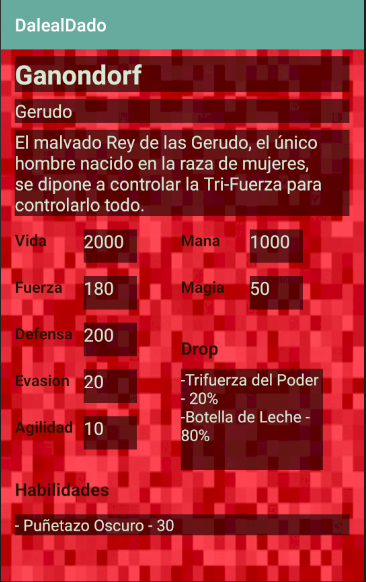 DalealDado
Ganondorf
Gerudo
El malvado Rey de las Gerudo, el único
hombre nacido en la raza de mujeres,
se dipone a controlar la Tri-Fuerza para
controlarlo todo.
Vida 2000 Mana 1000
Fuerza 180 Magia 50
Defensa 200
Drop
Evasion 20
-Trifuerza del Poder
- 20%
-Botella de Leche -
80%
Agilidad 10
Habilidades
- Puñetazo Oscuro - 30